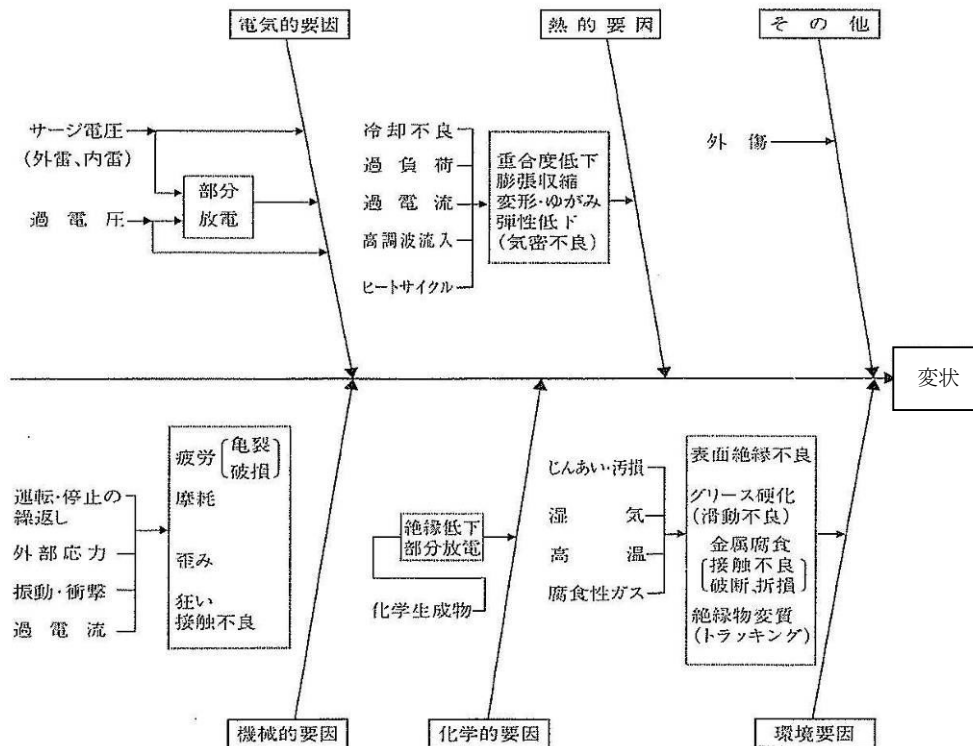 電気的要因
熱的要因
その他
サージ電圧
(外雷、内雷)
部分
放電
過電圧
冷却不良
過負荷
過電流
高調波流入
ヒートサイクル
重合度低下
膨張収縮
変形・ゆがみ
弾性低下
(気密不良)
外傷
変状
運転・停止の
繰返し
外部応力
振動・衝撃
過電流
疲労
亀裂
破損
摩耗
歪み
狂い
接触不良
絶縁低下
部分放電
化学生成物
じんあい・汚損
湿気
高温
腐食性ガス
表面絶縁不良
グリース硬化
(滑動不良)
金属腐食
接触不良
破断、折損
絶縁物変質
(トラッキング)
機械的要因
化学的要因
環境要因